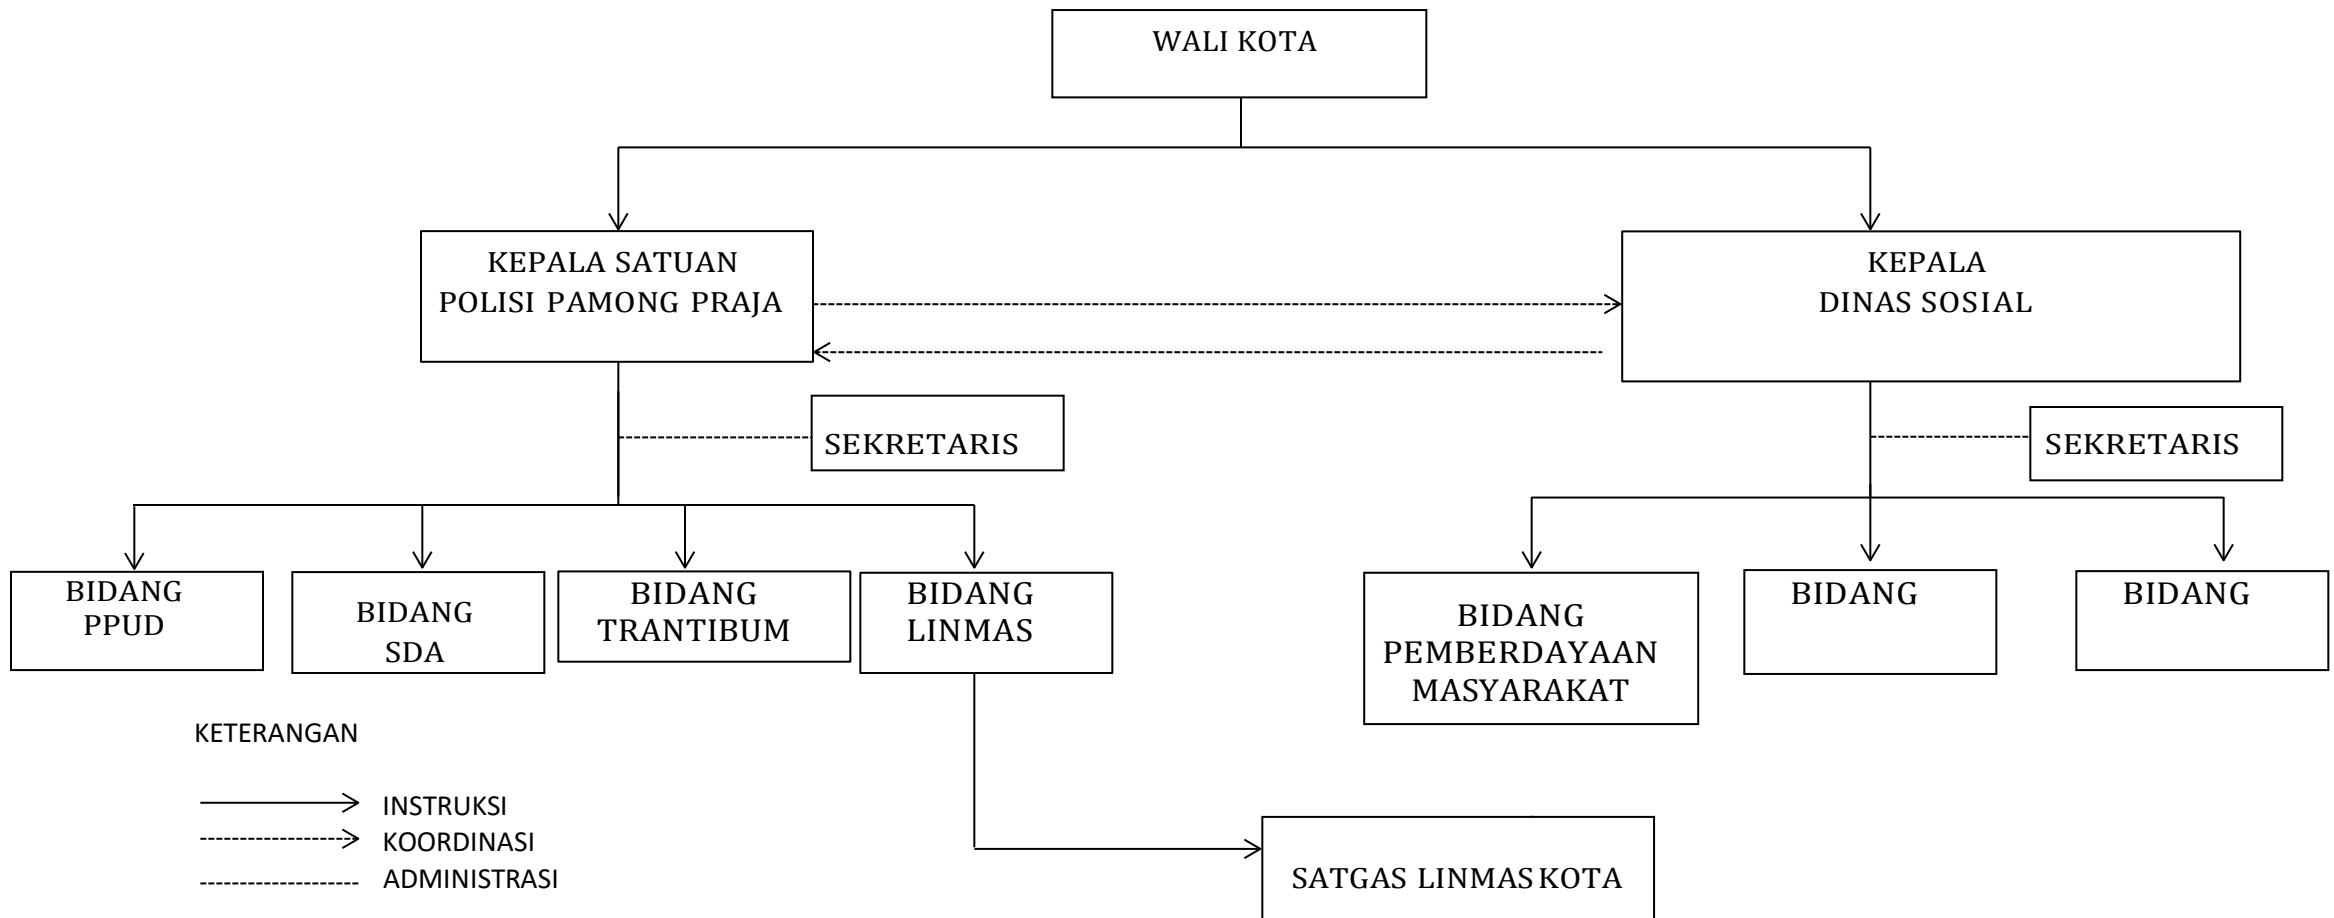 WALI KOTA
KEPALA SATUAN
POLISI PAMONG PRAJA
KEPALA
DINAS SOSIAL
SEKRETARIS
SEKRETARIS
BIDANG
PPUD
BIDANG
SDA
BIDANG
TRANTIBUM
BIDANG
LINMAS
BIDANG
PEMBERDAYAAN
MASYARAKAT
BIDANG
BIDANG
KETERANGAN
INSTRUKSI
KOORDINASI
ADMINISTRASI
SATGAS LINMAS KOTA